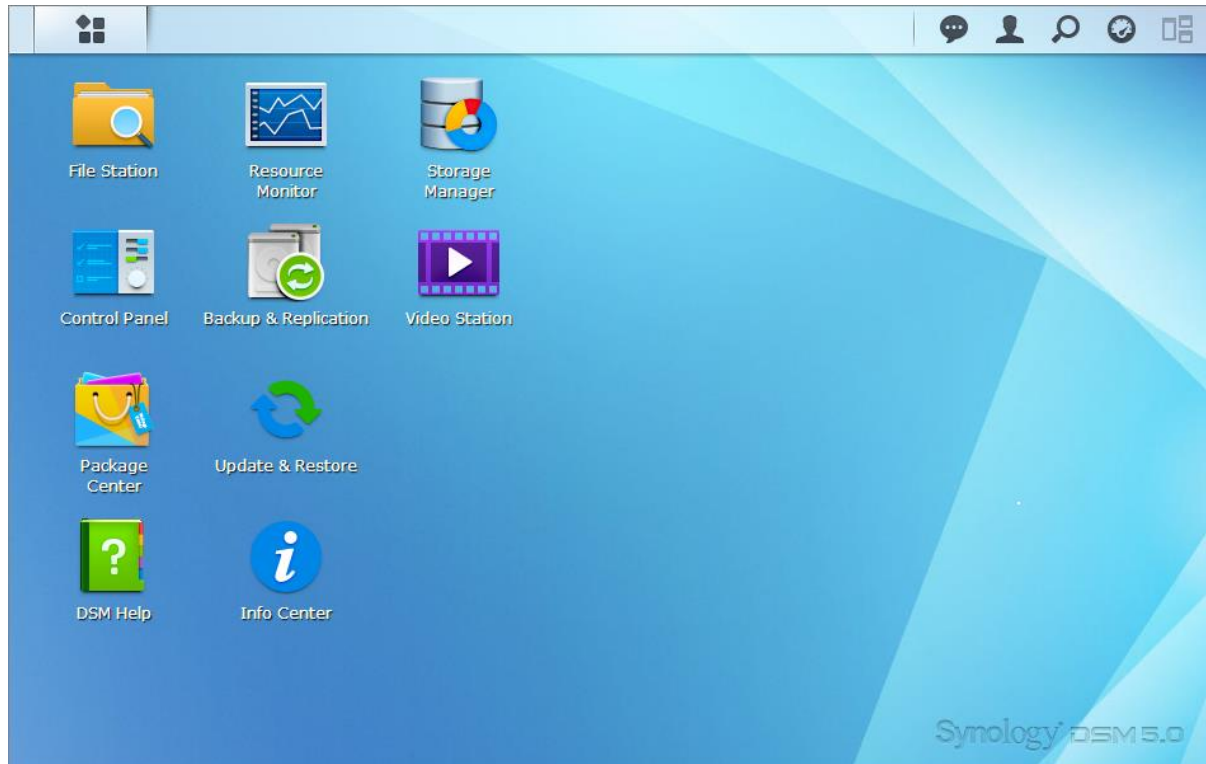 File Station
Resource
Monitor
Storage
Manager
Control Panel
Backup & Replication
Video Station
Package
Center
Update & Restore
DSM Help
Info Center
Synology DSM 5.0